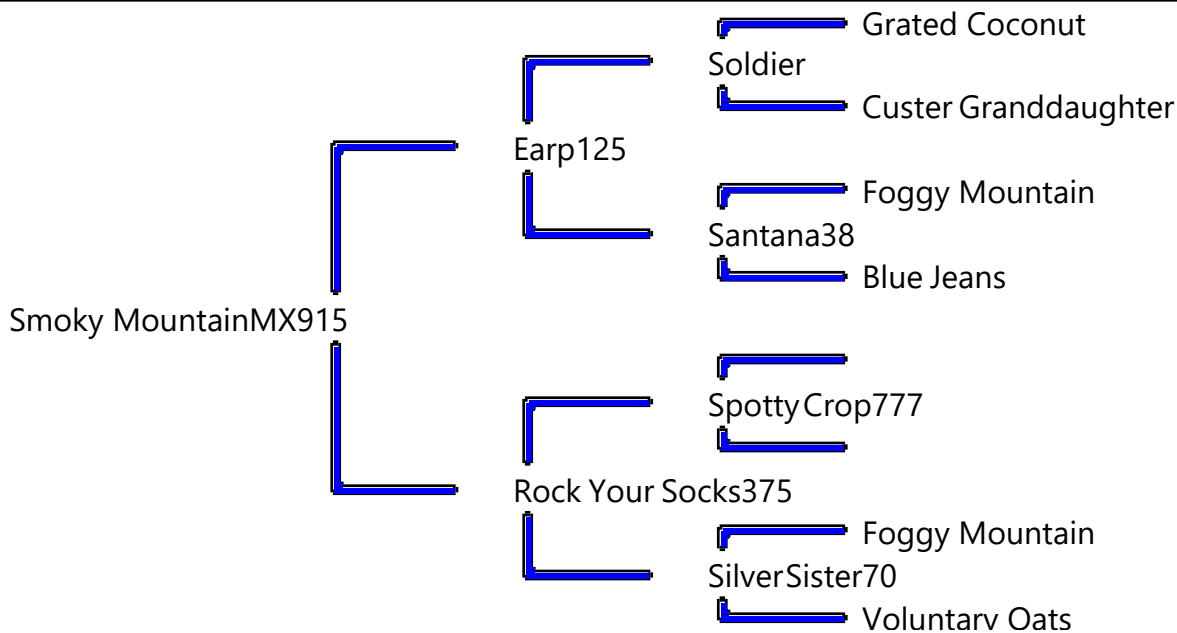 Grated Coconut
Soldier
Custer Granddaughter
Earp125
Foggy Mountain
Santana38
Blue Jeans
Smoky MountainMX915
SpottyCrop777
Rock Your Socks375
Foggy Mountain
SilverSister70
Voluntary Oats